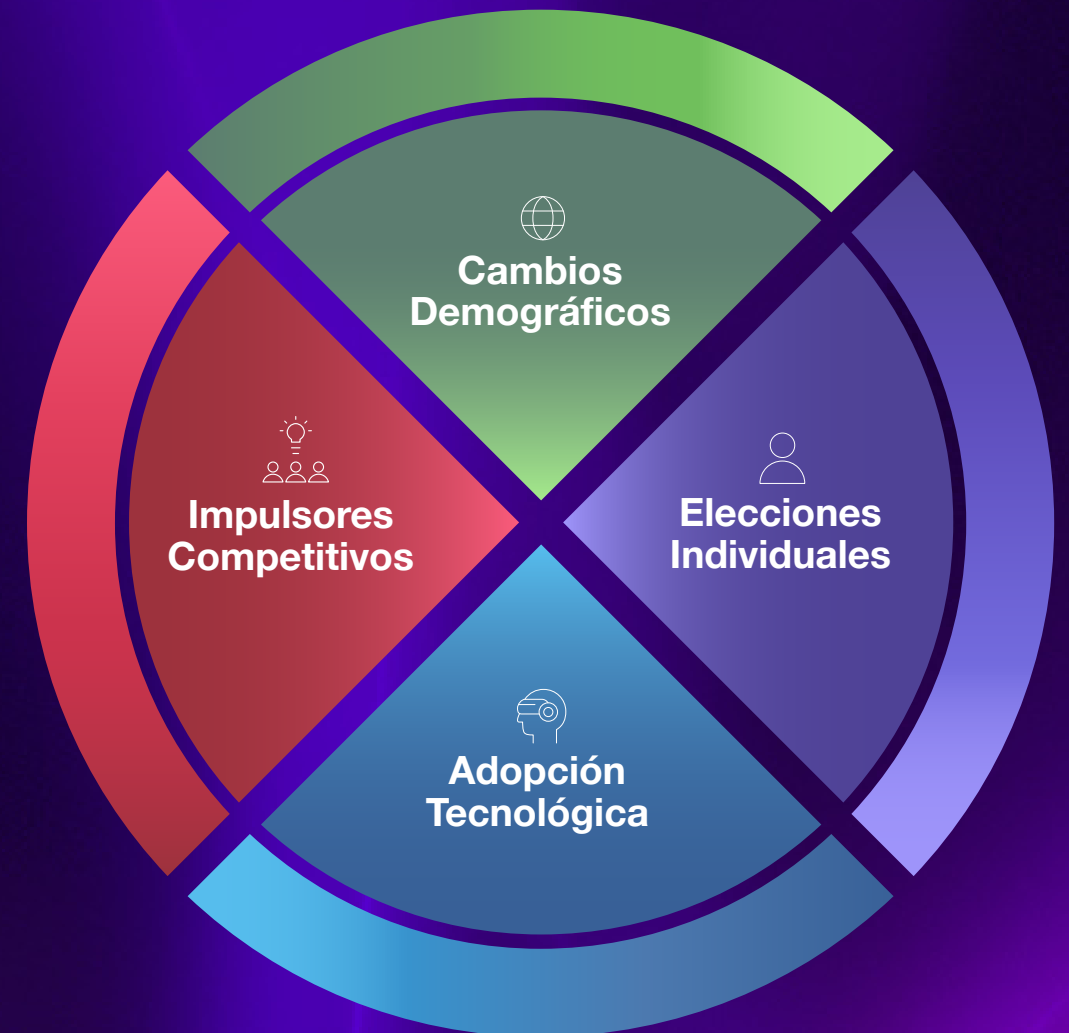 Cambios
Demográficos
Impulsores
Competitivos
Elecciones
Individuales
Adopción
Tecnológica